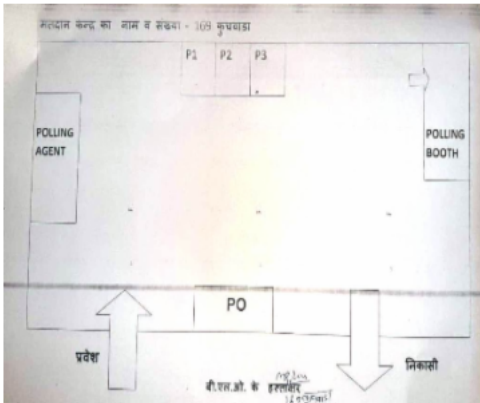 मतदान केन्द्र का नाम व संख्या - 169 कुचवाडा
P1 P2 P3
POLLING
AGENT
POLLING
BOOTH
PO
प्रवेश
निकासी
बी.एल.ओ. के हस्ताक्षर